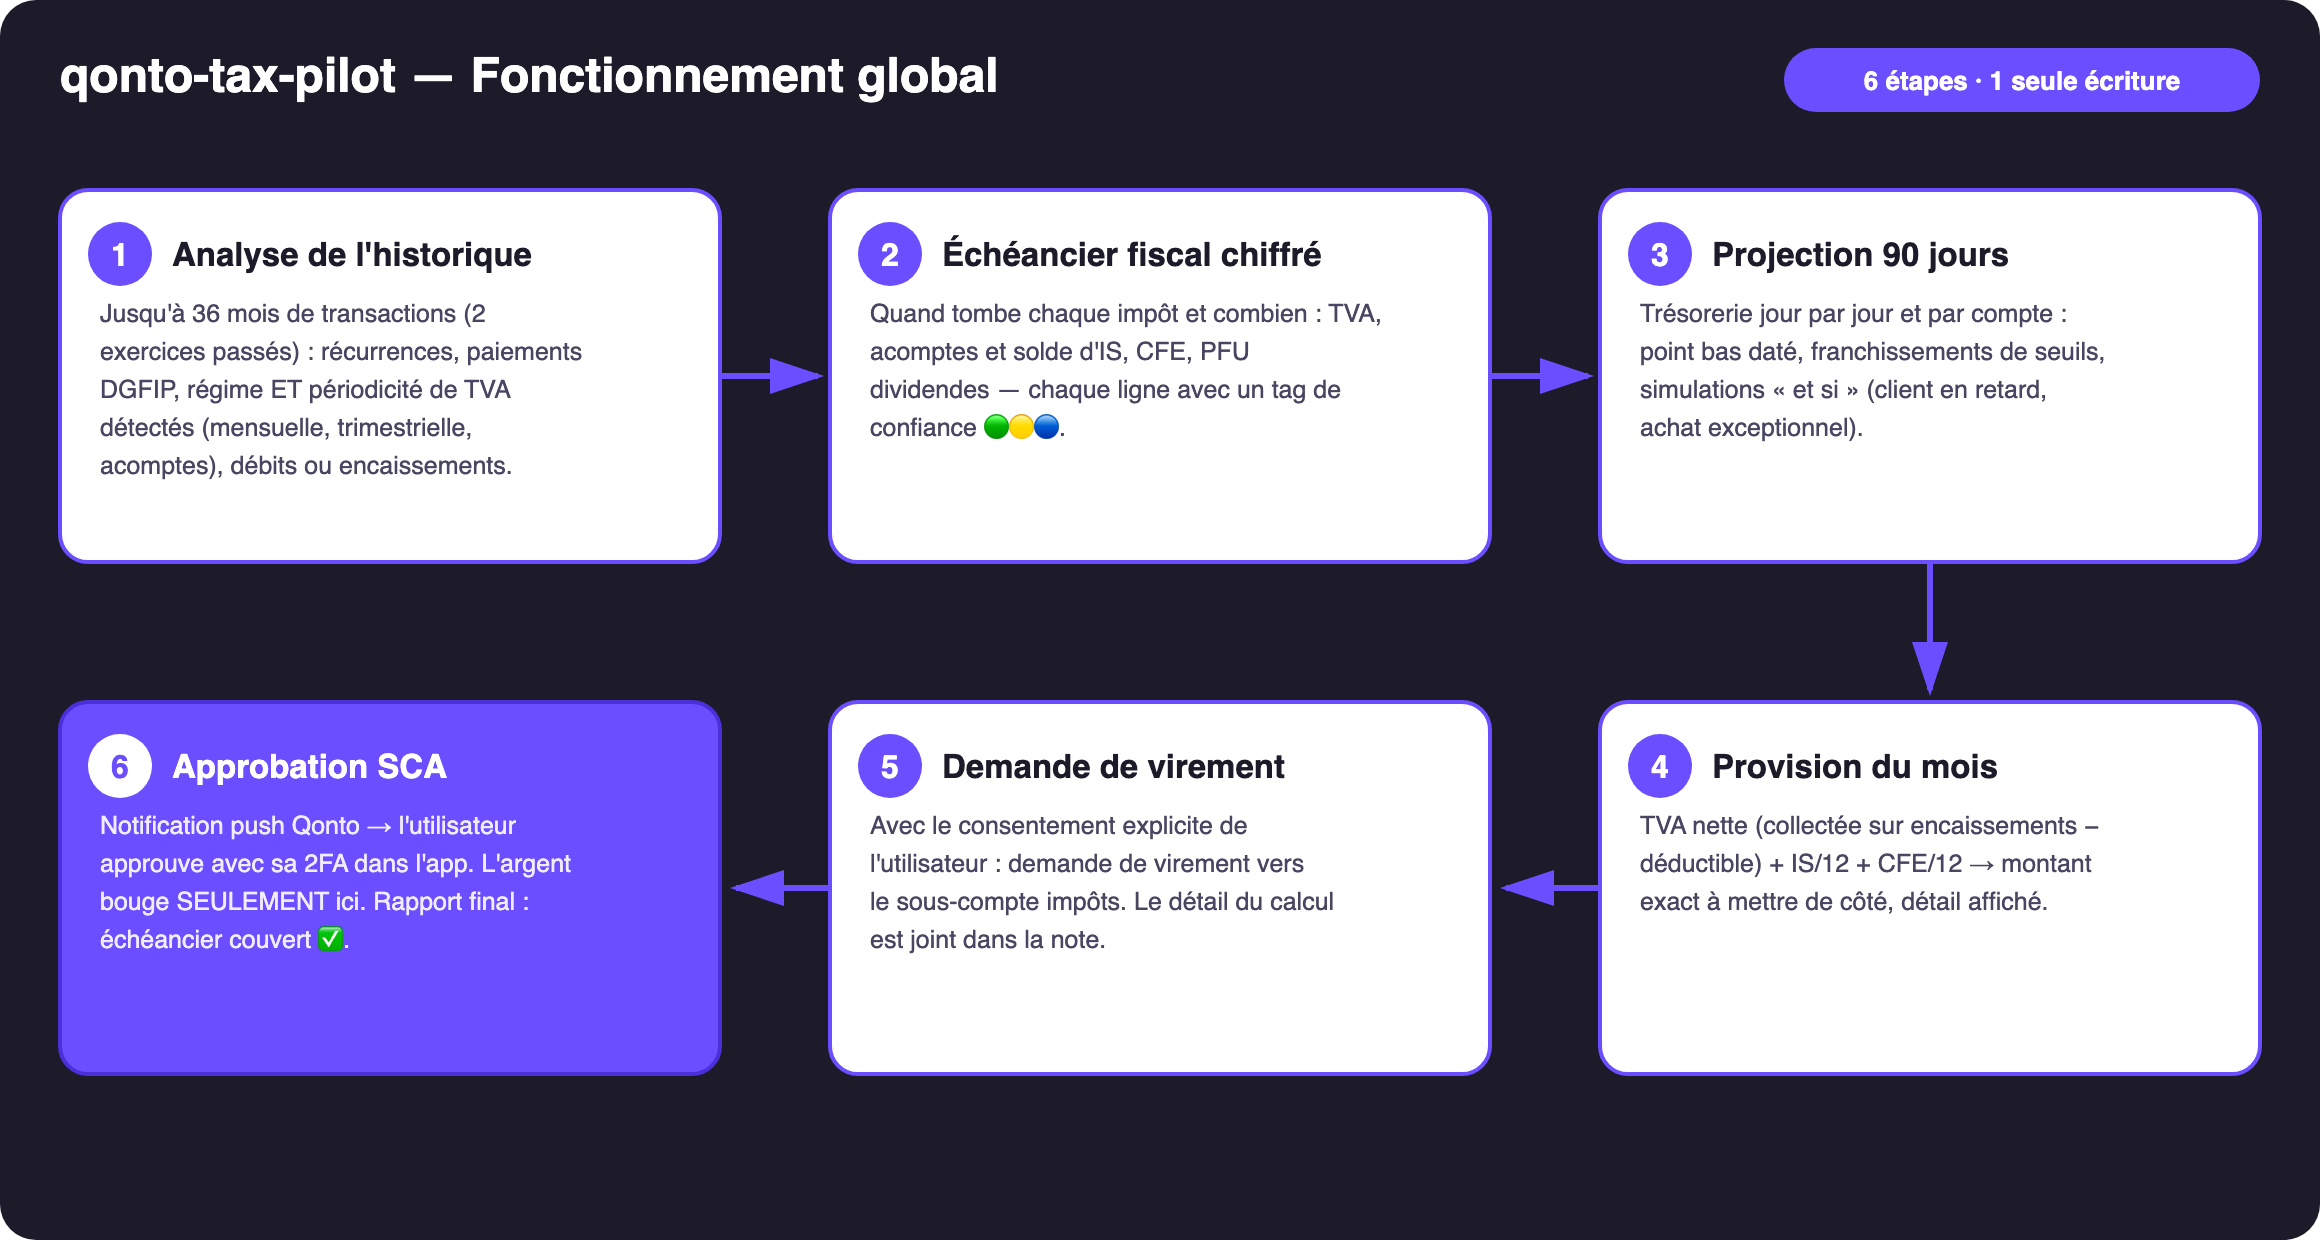 qonto-tax-pilot — Fonctionnement global
6 étapes · 1 seule écriture
1
Analyse de l'historique
Jusqu'à 36 mois de transactions (2
exercices passés) : récurrences, paiements
DGFIP, régime ET périodicité de TVA
détectés (mensuelle, trimestrielle,
acomptes), débits ou encaissements.
2
Échéancier fiscal chiffré
Quand tombe chaque impôt et combien : TVA,
acomptes et solde d'IS, CFE, PFU
dividendes — chaque ligne avec un tag de
confiance 🟢🟡🔵.
3
Projection 90 jours
Trésorerie jour par jour et par compte :
point bas daté, franchissements de seuils,
simulations « et si » (client en retard,
achat exceptionnel).
4
Provision du mois
TVA nette (collectée sur encaissements −
déductible) + IS/12 + CFE/12 → montant
exact à mettre de côté, détail affiché.
5
Demande de virement
Avec le consentement explicite de
l'utilisateur : demande de virement vers
le sous-compte impôts. Le détail du calcul
est joint dans la note.
6
Approbation SCA
Notification push Qonto → l'utilisateur
approuve avec sa 2FA dans l'app. L'argent
bouge SEULEMENT ici. Rapport final :
échéancier couvert ✅.